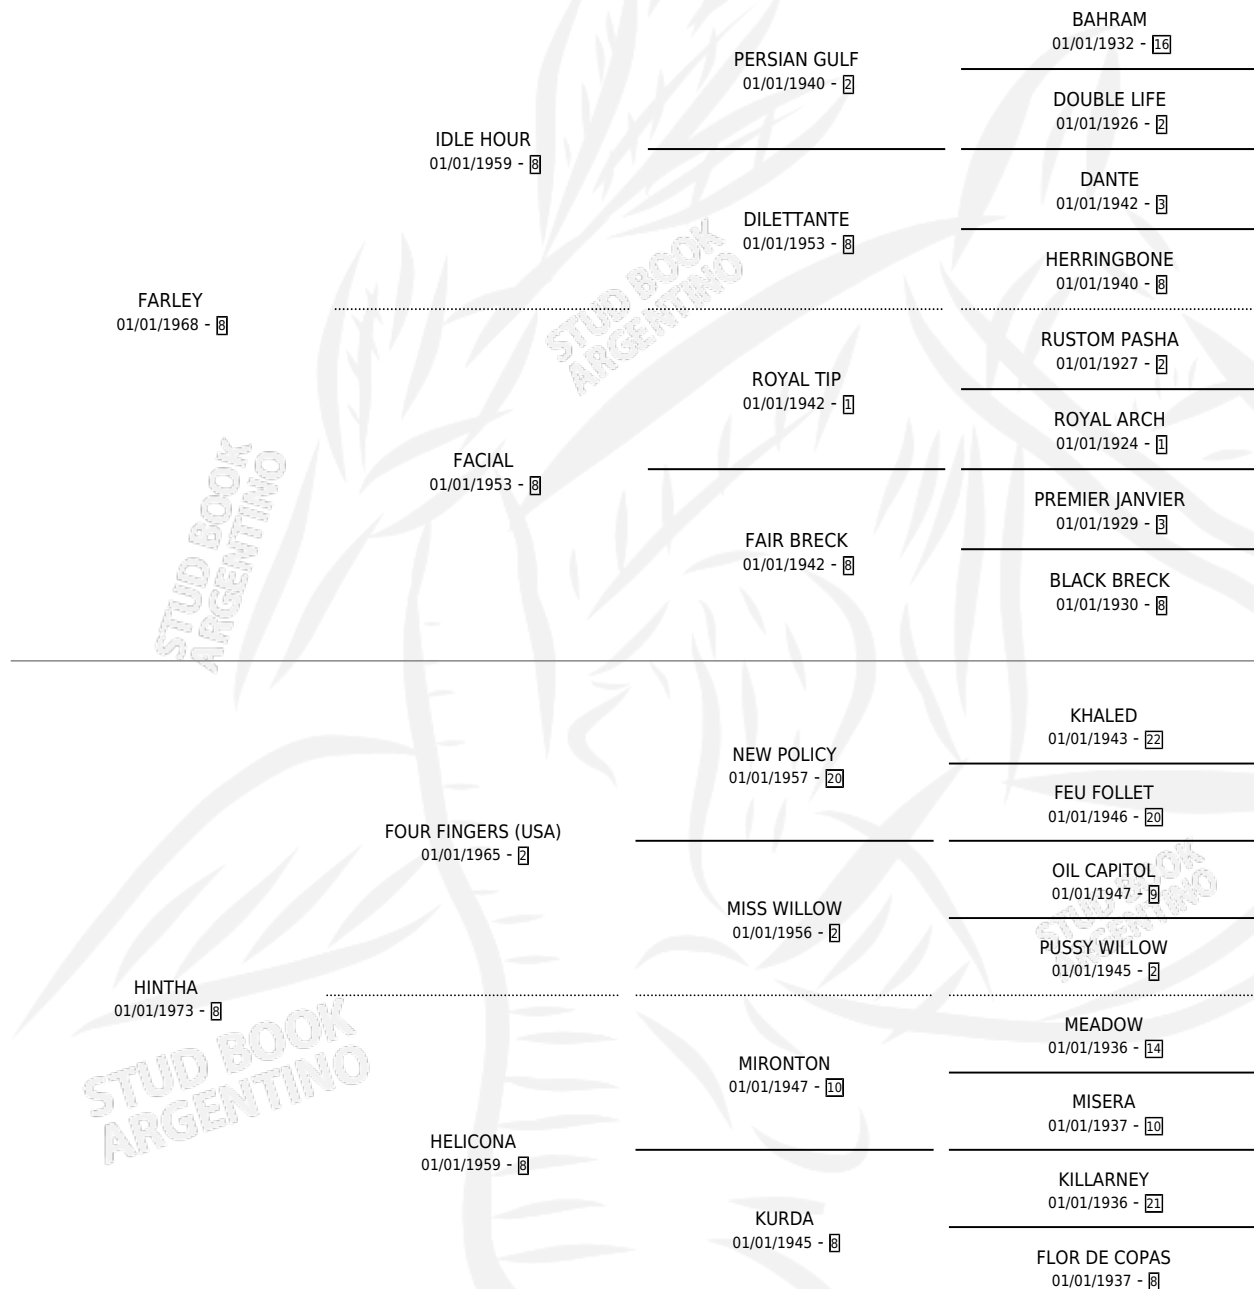 BAHRAM
01/01/1932 - 16
PERSIAN GULF
01/01/1940 - 2
DOUBLE LIFE
01/01/1926 - 2
IDLE HOUR
01/01/1959 - 8
DANTE
01/01/1942 - 3
DILETTANTE
01/01/1953 - 8
HERRINGBONE
01/01/1940 - 8
FARLEY
01/01/1968 - 8
RUSTOM PASHA
01/01/1927 - 2
ROYAL TIP
01/01/1942 - 1
ROYAL ARCH
01/01/1924 - 1
FACIAL
01/01/1953 - 8
PREMIER JANVIER
01/01/1929 - 3
FAIR BRECK
01/01/1942 - 8
BLACK BRECK
01/01/1930 - 8
KHALED
01/01/1943 - 22
NEW POLICY
01/01/1957 - 20
FEU FOLLET
01/01/1946 - 20
FOUR FINGERS (USA)
01/01/1965 - 2
OIL CAPITOL
01/01/1947 - 9
MISS WILLOW
01/01/1956 - 2
PUSSY WILLOW
01/01/1945 - 2
HINTHA
01/01/1973 - 8
MEADOW
01/01/1936 - 14
MIRONTON
01/01/1947 - 10
MISERA
01/01/1937 - 10
HELICONA
01/01/1959 - 8
KILLARNEY
01/01/1936 - 21
KURDA
01/01/1945 - 8
FLOR DE COPAS
01/01/1937 - 8
STUD BOOK
ARGENTINO
STUD BOOK
ARGENTINO
STUD BOOK
ARGENTINO
STUD BOOK
ARGENTINO